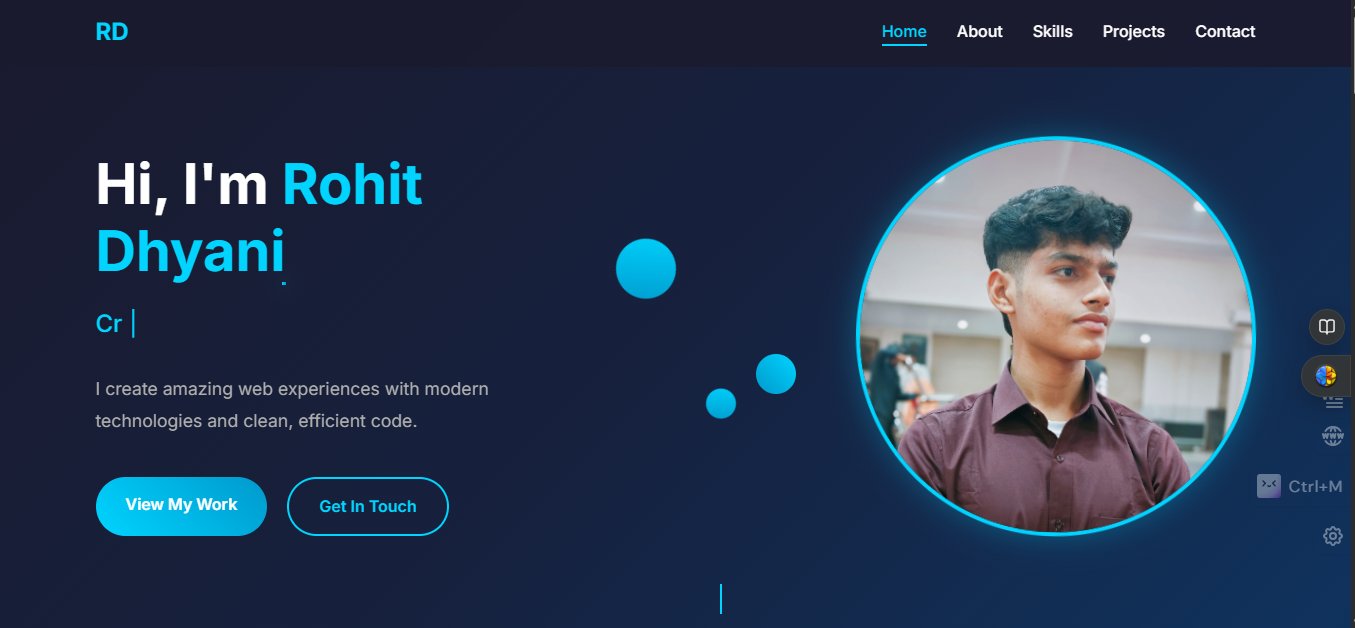 RD
Home About Skills Projects Contact
Hi, I'm Rohit
Dhyani
Cr |
I create amazing web experiences with modern
technologies and clean, efficient code.
View My Work
Get In Touch
WWW
Ctrl+M